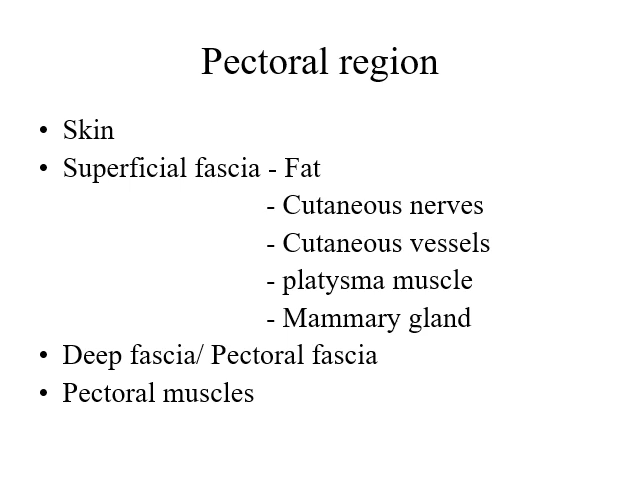 Pectoral region
• Skin
• Superficial fascia - Fat
- Cutaneous nerves
- Cutaneous vessels
- platysma muscle
- Mammary gland
• Deep fascia/ Pectoral fascia
• Pectoral muscles